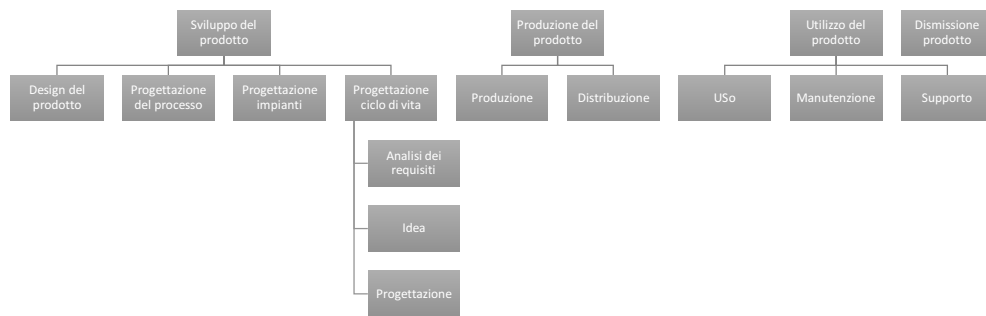 Sviluppo del
prodotto
Produzione del
prodotto
Utilizzo del
prodotto
Dismissione
prodotto
Design del
prodotto
Progettazione
del processo
Progettazione
impianti
Progettazione
ciclo di vita
Produzione
Distribuzione
USo
Manutenzione
Supporto
Analisi dei
requisiti
Idea
Progettazione